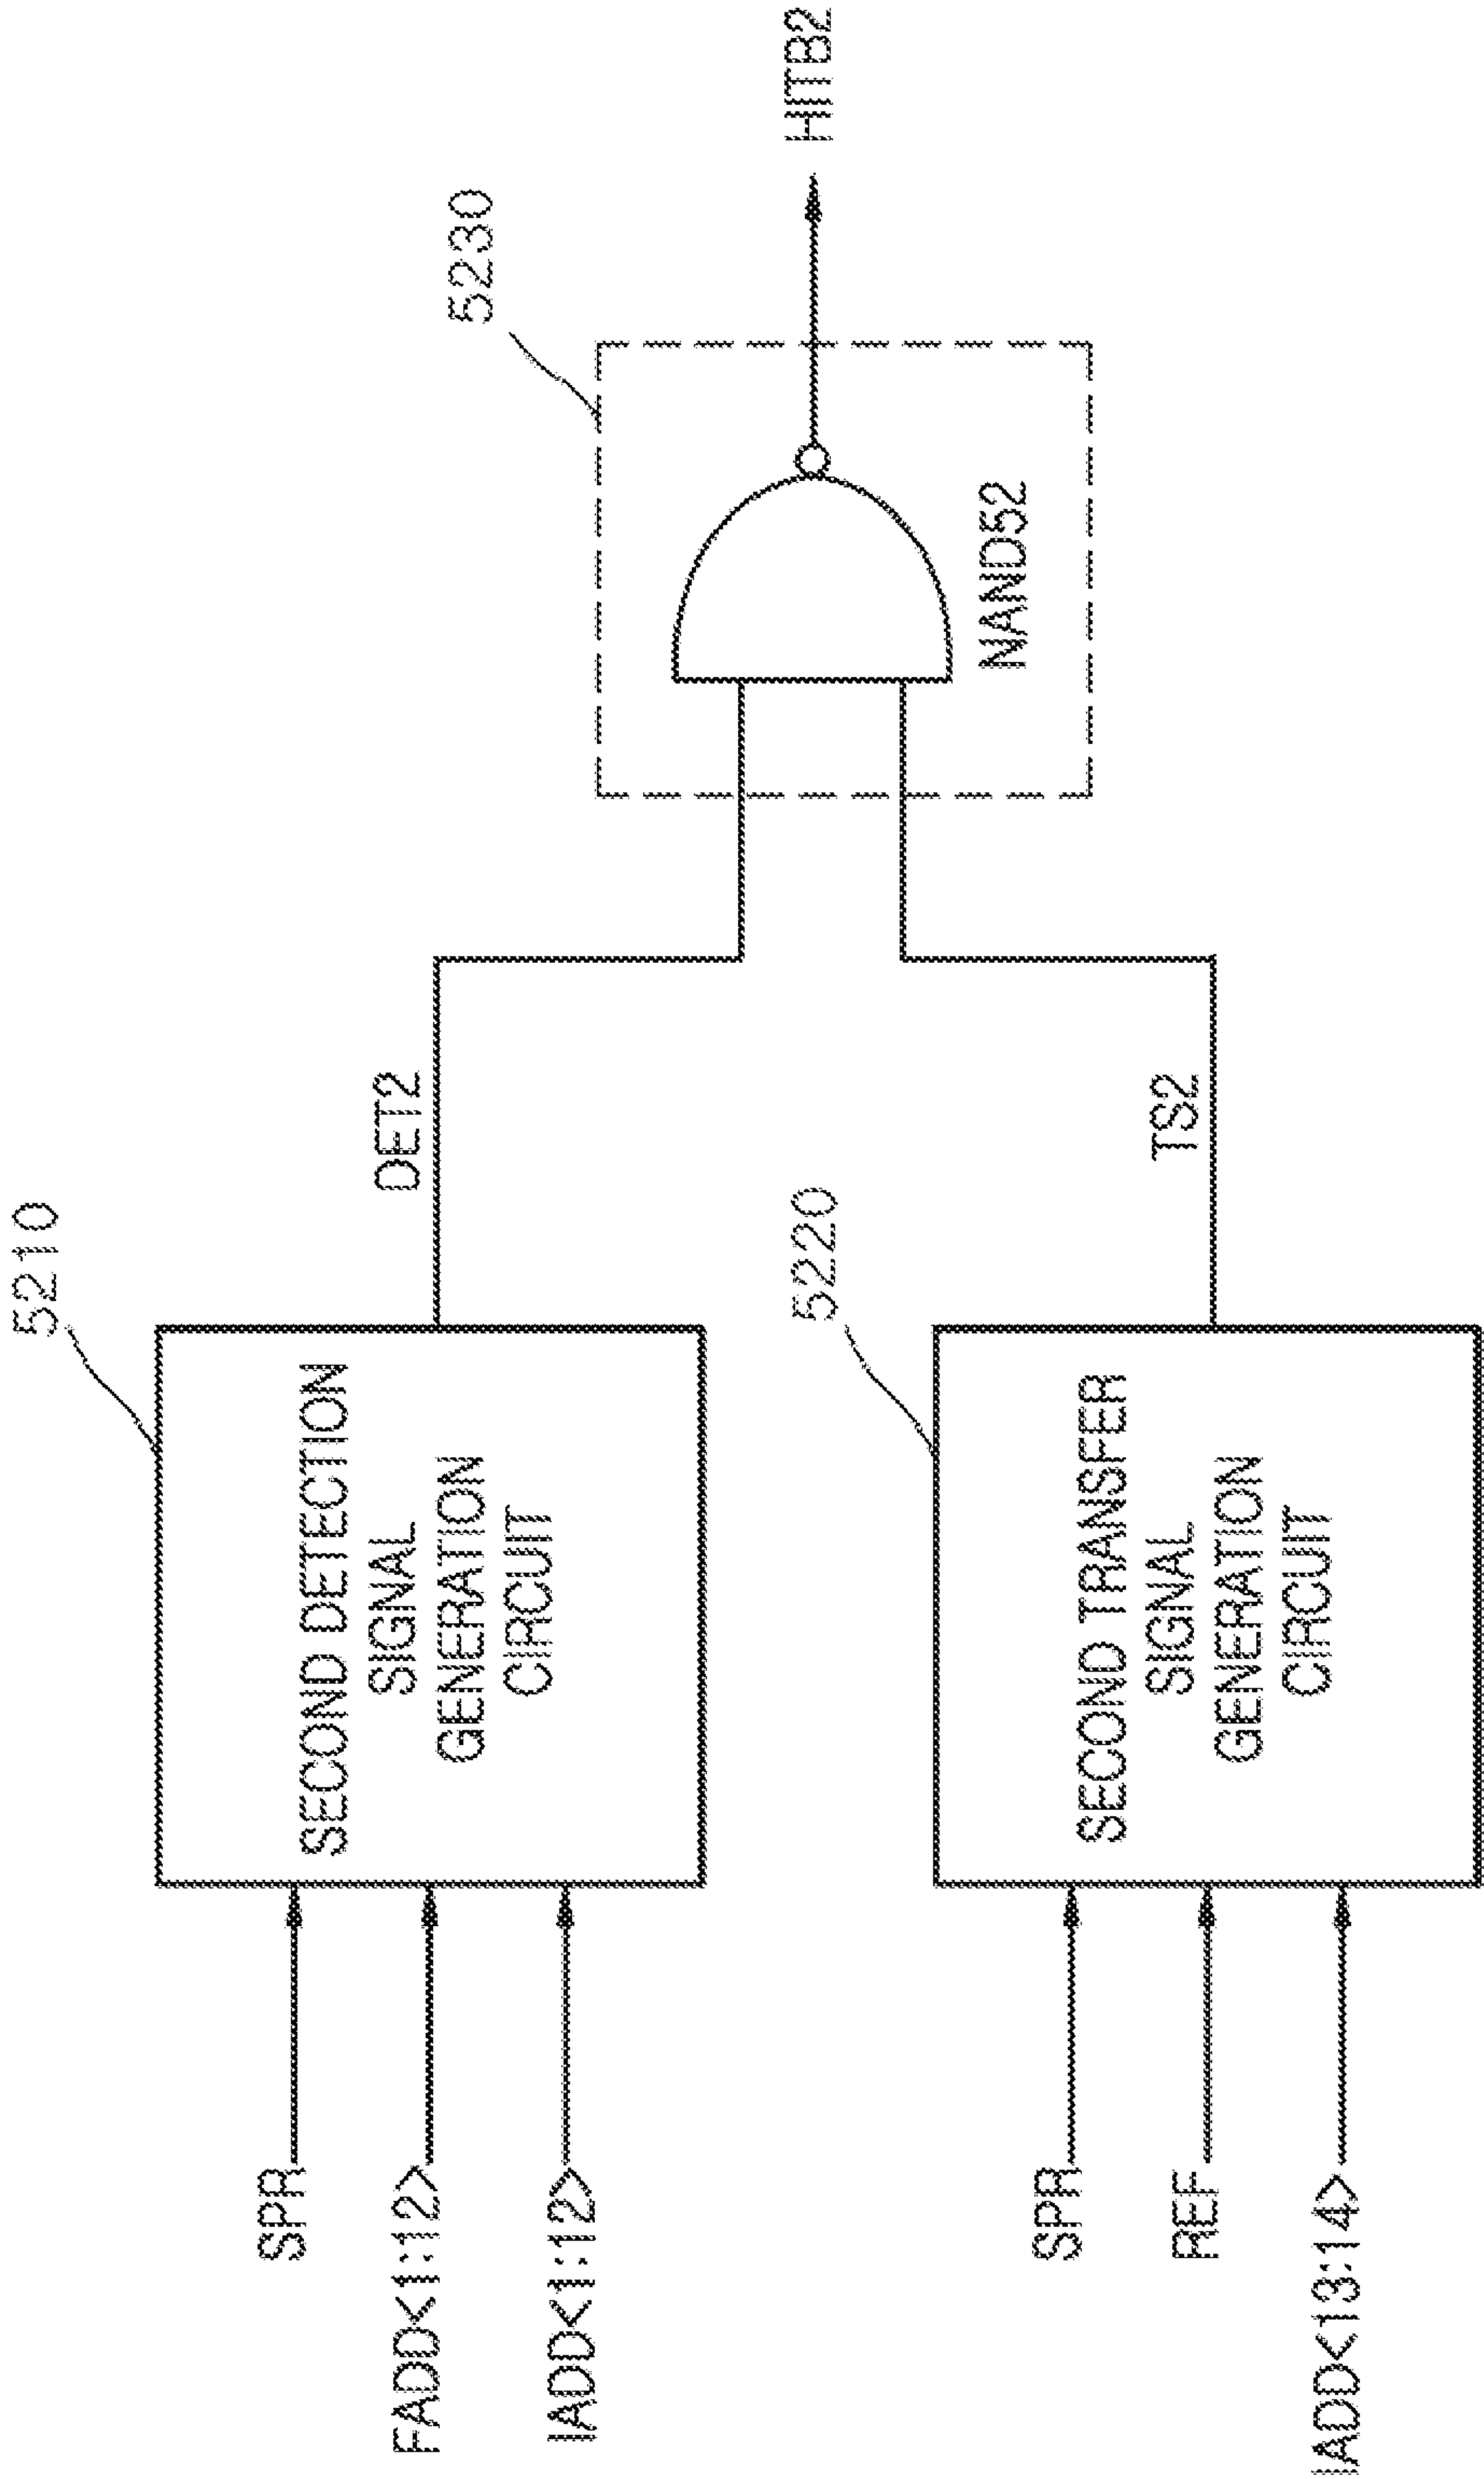 5210
SPR
FADD<1:12>
IADD<1:12>
SECOND DETECTION
SIGNAL
GENERATION
CIRCUIT
DET2
5230
NAND52
HITB2
5220
SPR
REF
IADD<13:14>
SECOND TRANSFER
SIGNAL
GENERATION
CIRCUIT
TS2